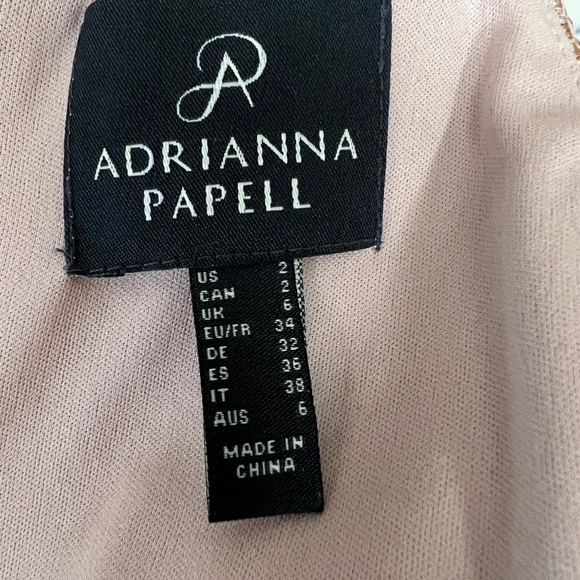 AP
ADRIANNA
PAPELL
US 2
CAN 2
UK 6
EU/FR 34
DE 32
ES 36
IT 38
AUS 6
MADE IN
CHINA